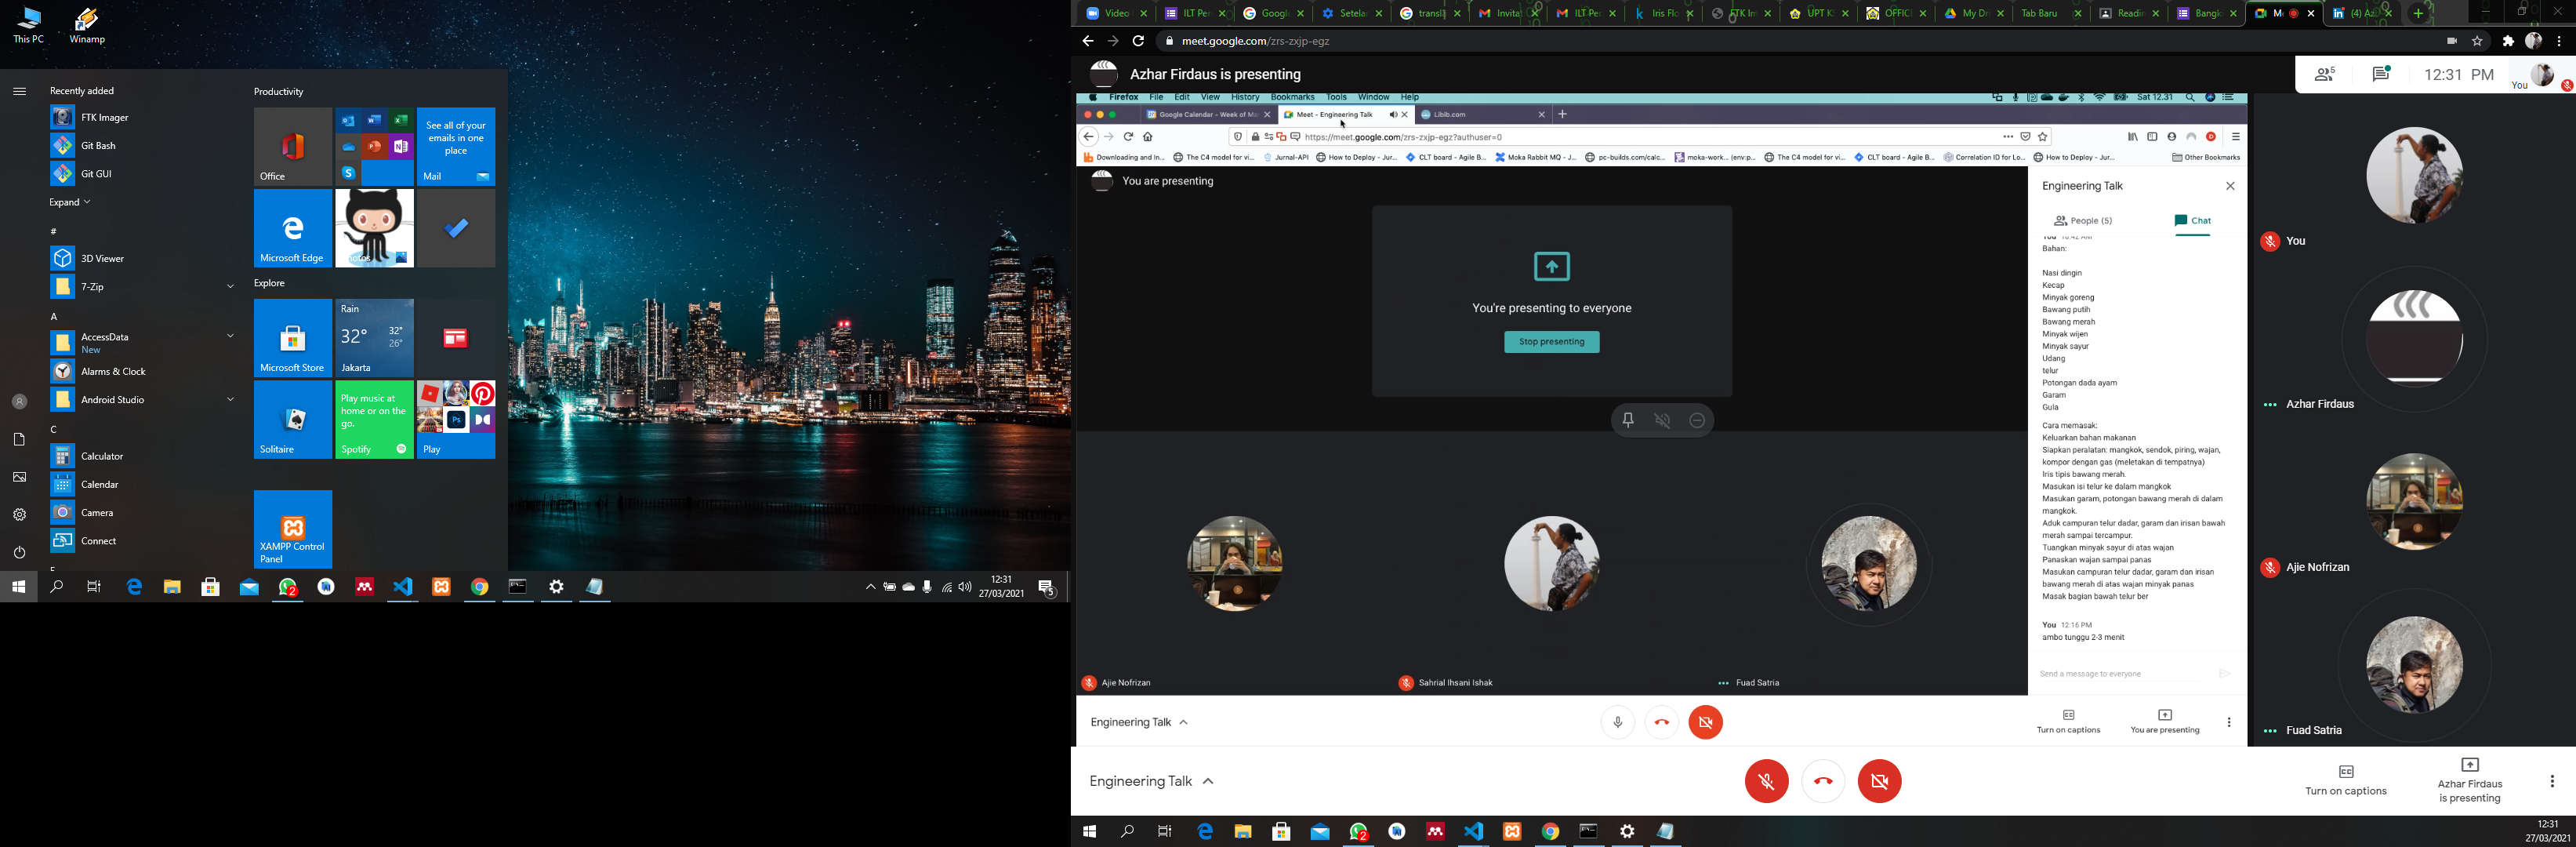 This PC
Winamp
Recently added
FTK Imager
Git Bash
Git GUI
Expand
#
3D Viewer
7-Zip
A
AccessData
New
Alarms & Clock
Android Studio
C
Calculator
Calendar
Camera
Connect
Productivity
Office
See all of your
emails in one
place
Mail
Microsoft Edge
Explore
Microsoft Store
Rain
32°
32°
26°
Jakarta
Solitaire
Play music at
home or on the
go.
Spotify
Play
XAMPP Control
Panel
2
12:31
27/03/2021
5
Video
ILT Per
Google
Setelan
Invitat
ILT Per
Iris Flo
FTK Im
UPT K
OFFIC
My Dr
Tab Baru
Readin
Bangk
meet.google.com/zrs-zxjp-egz
Azhar Firdaus is presenting
5
12:31 PM
You
Firefox File Edit View History Bookmarks Tools Window Help
Sat 12.31
Google Calendar - Week of Ma
Meet - Engineering Talk
Libib.com
https://meet.google.com/zrs-zxjp-egz?authuser=0
Downloading and In...
The C4 model for vi...
Jurnal-API
How to Deploy - Jur...
CLT board - Agile B...
Moka Rabbit MQ - J...
pc-builds.com/calc...
moka-work... (env:p...
The C4 model for vi...
CLT board - Agile B...
Correlation ID for Lo...
How to Deploy - Jur...
Other Bookmarks
You are presenting
You're presenting to everyone
Stop presenting
Ajie Nofrizan
Sahrial Ihsani Ishak
Fuad Satria
Engineering Talk
People (5)
Chat
Bahan:
Nasi dingin
Kecap
Minyak goreng
Bawang putih
Bawang merah
Minyak wijen
Minyak sayur
Udang
telur
Potongan dada ayam
Garam
Gula
Cara memasak:
Keluarkan bahan makanan
Siapkan peralatan: mangkok, sendok, piring, wajan,
kompor dengan gas (meletakan di tempatnya)
Iris tipis bawang merah.
Masukan isi telur ke dalam mangkok
Masukan garam, potongan bawang merah di dalam
mangkok.
Aduk campuran telur dadar, garam dan irisan bawah
merah sampai tercampur.
Tuangkan minyak sayur di atas wajan
Panaskan wajan sampai panas
Masukan campuran telur dadar, garam dan irisan
bawang merah di atas wajan minyak panas
Masak bagian bawah telur ber
You 12:16 PM
ambo tunggu 2-3 menit
Send a message to everyone
Engineering Talk
Turn on captions
You are presenting
You
Azhar Firdaus
Ajie Nofrizan
Fuad Satria
Engineering Talk
Turn on captions
Azhar Firdaus
is presenting
2
12:31
27/03/2021